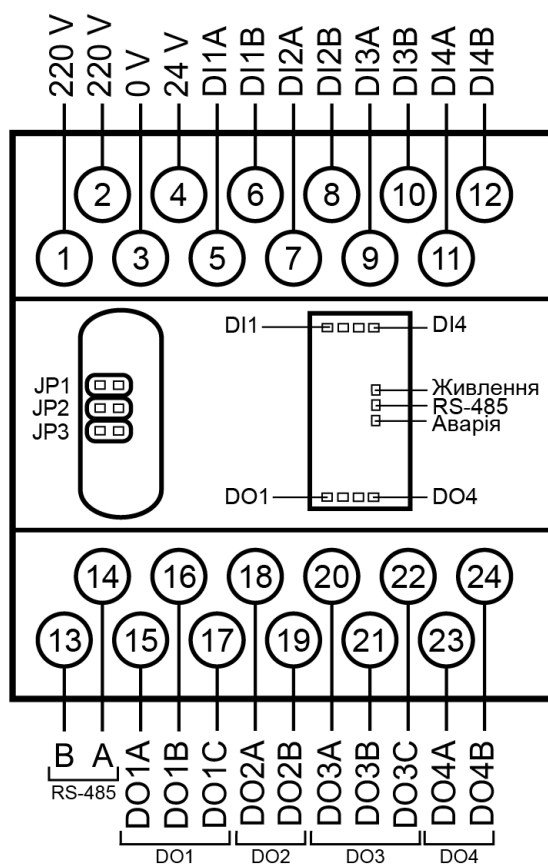 220 V
220 V
0 V
24 V
DI1A
DI1B
DI2A
DI2B
DI3A
DI3B
DI4A
DI4B
2 4 6 8 10 12
1 3 5 7 9 11
DI1 DI4
JP1
JP2
JP3
Живлення
RS-485
Аварія
DO1 DO4
14 16 18 20 22 24
13 15 17 19 21 23
B
A
DO1A
DO1B
DO1C
DO2A
DO2B
DO3A
DO3B
DO3C
DO4A
DO4B
RS-485
DO1 DO2 DO3 DO4